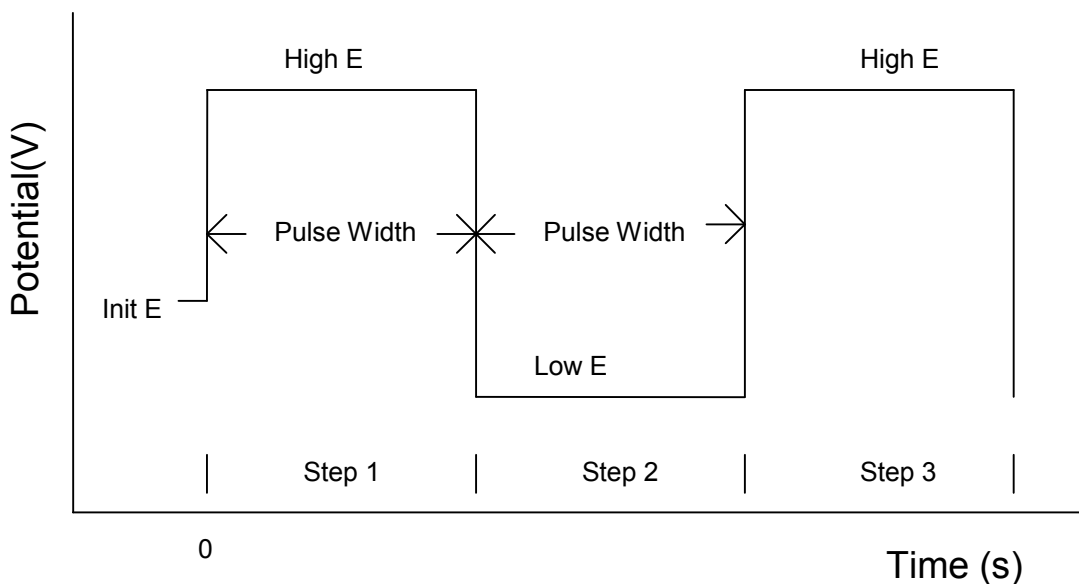 High E
High E
Potential(V)
Pulse Width
Pulse Width
Init E
Low E
Step 1
Step 2
Step 3
0
Time (s)